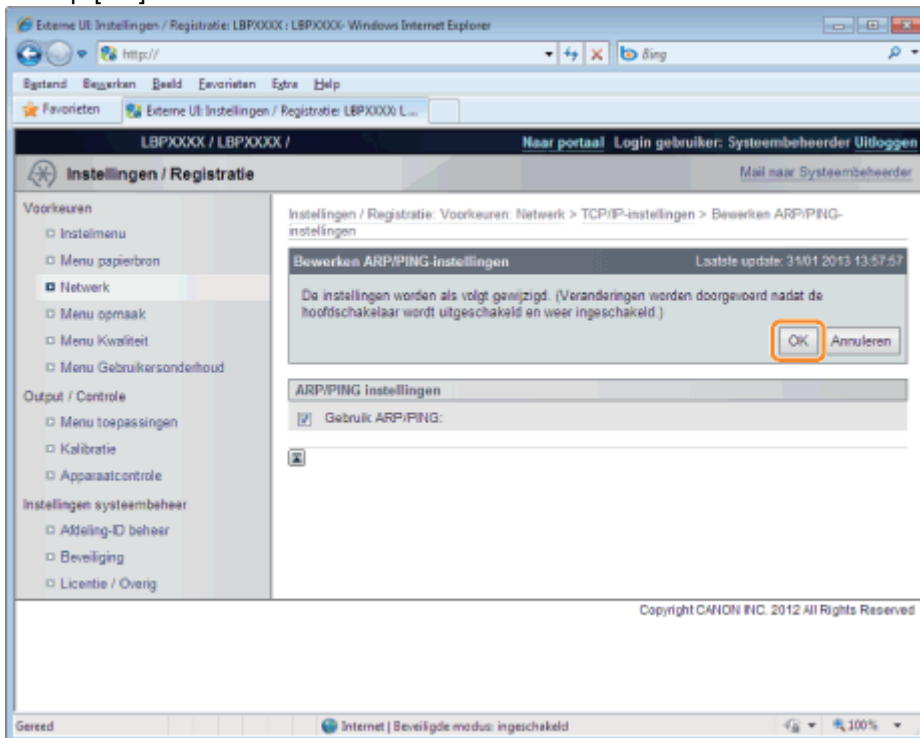 Externe UI: Instellingen / Registratie: LBPXXXX : LBPXXXX- Windows Internet Explorer
http://
Bing
Bestand Bewerken Beeld Favorieten Extra Help
Favorieten Externe UI: Instellingen / Registratie: LBPXXXX: L...
LBPXXXX / LBPXXXX / Naar portaal Login gebruiker: Systeembeheerder Uitloggen
Instellingen / Registratie Mail naar Systeembeheerder
Voorkeuren
Instelmenu
Menu papierbron
Netwerk
Menu opmaak
Menu Kwaliteit
Menu Gebruikersonderhoud
Output / Controle
Menu toepassingen
Kalibratie
Apparaatcontrole
Instellingen systeembeheer
Afdeling-ID beheer
Beveiliging
Licentie / Overig
Instellingen / Registratie: Voorkeuren: Netwerk > TCP/IP-instellingen > Bewerken ARP/PING-
instellingen
Bewerken ARP/PING-instellingen Laatste update: 31/01 2013 13:57:57
De instellingen worden als volgt gewijzigd. (Veranderingen worden doorgevoerd nadat de
hoofdschakelaar wordt uitgeschakeld en weer ingeschakeld.)
OK Annuleren
ARP/PING instellingen
Gebruik ARP/PING:
Copyright CANON INC. 2012 All Rights Reserved
Gereed Internet | Beveiligde modus: ingeschakeld 100%